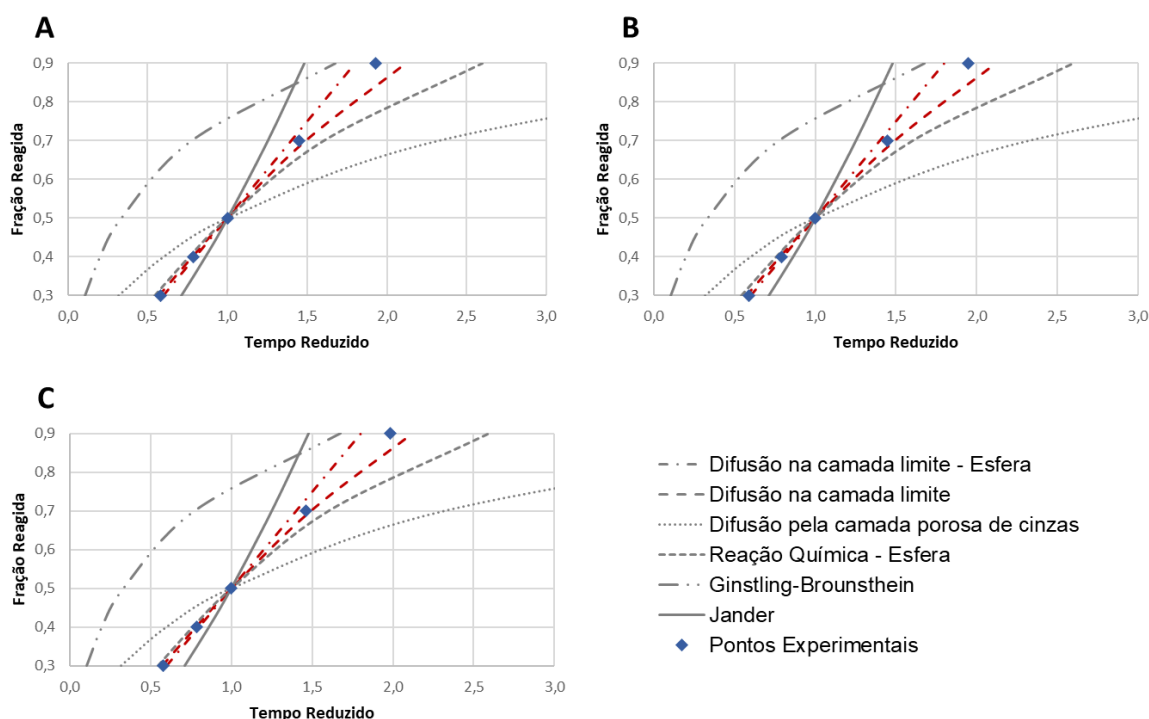 A
B
0,9
0,8
0,7
0,6
0,5
0,4
0,3
Fração Reagida
0,0 0,5 1,0 1,5 2,0 2,5 3,0
Tempo Reduzido
0,9
0,8
0,7
0,6
0,5
0,4
0,3
Fração Reagida
0,0 0,5 1,0 1,5 2,0 2,5 3,0
Tempo Reduzido
C
0,9
0,8
0,7
0,6
0,5
0,4
0,3
Fração Reagida
0,0 0,5 1,0 1,5 2,0 2,5 3,0
Tempo Reduzido
Difusão na camada limite - Esfera
Difusão na camada limite
Difusão pela camada porosa de cinzas
Reação Química - Esfera
Ginstling-Brounsthein
Jander
Pontos Experimentais